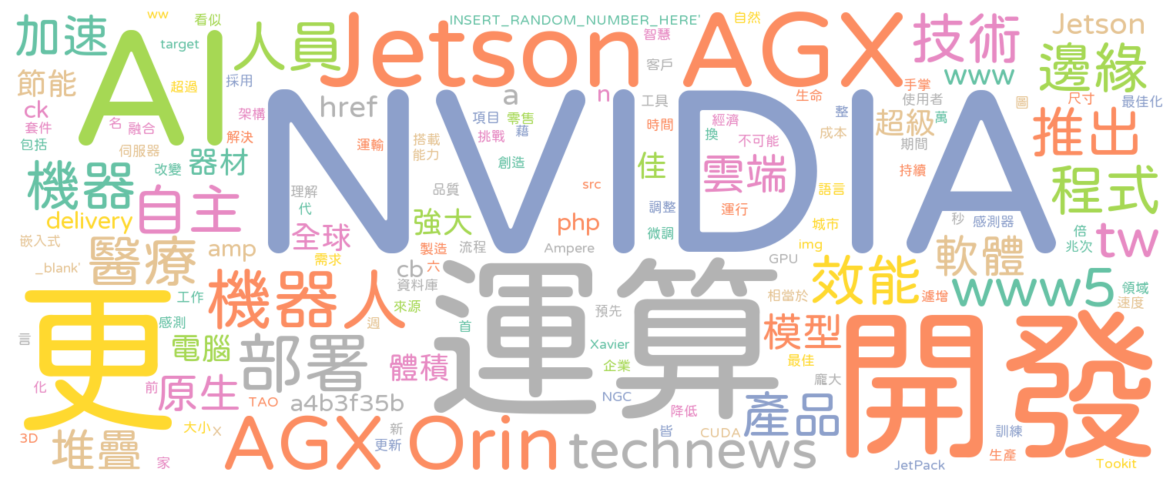 ww
看似
INSERT_RANDOM_NUMBER_HERE'
自然
加速
target
人員
Jetson AGX
智慧
技術
Jetson
AI
客戶
邊緣
節能
超過
採用
NVIDIA
www
手掌
圖
尺寸
ck
架構
href
a
n
工具
生命
使用者
整
最佳化
套件
名
融合
解決
項目
零售
經濟
超級
萬
推出
包括
伺服器
運輸
搭載
挑戰
藉
時間
換
不可能
成本
期間
機器
改變
器材
能力
創造
佳
雲端
持續
程式
自主
理解
品質
src
語言
delivery
代
強大
php
調整
運行
嵌入式
醫療
amp
全球
製造
流程
Ampere
微調
城市
秒
感測器
倍
tw
_blank'
需求
cb
六
運算
GPU
img
效能
軟體
兆次
更
工作
機器人
資料庫
預先
相當於
www5
領域
遽增
速度
感測
週
來源
首
模型
開發
言
電腦
部署
體積
Xavier
企業
最佳
化
前
原生
TAO
a4b3f35b
NGC
降低
產品
龐大
3D
堆疊
大小
x
AGX Orin
新
更新
technews
皆
CUDA
訓練
家
JetPack
生產
Tookit